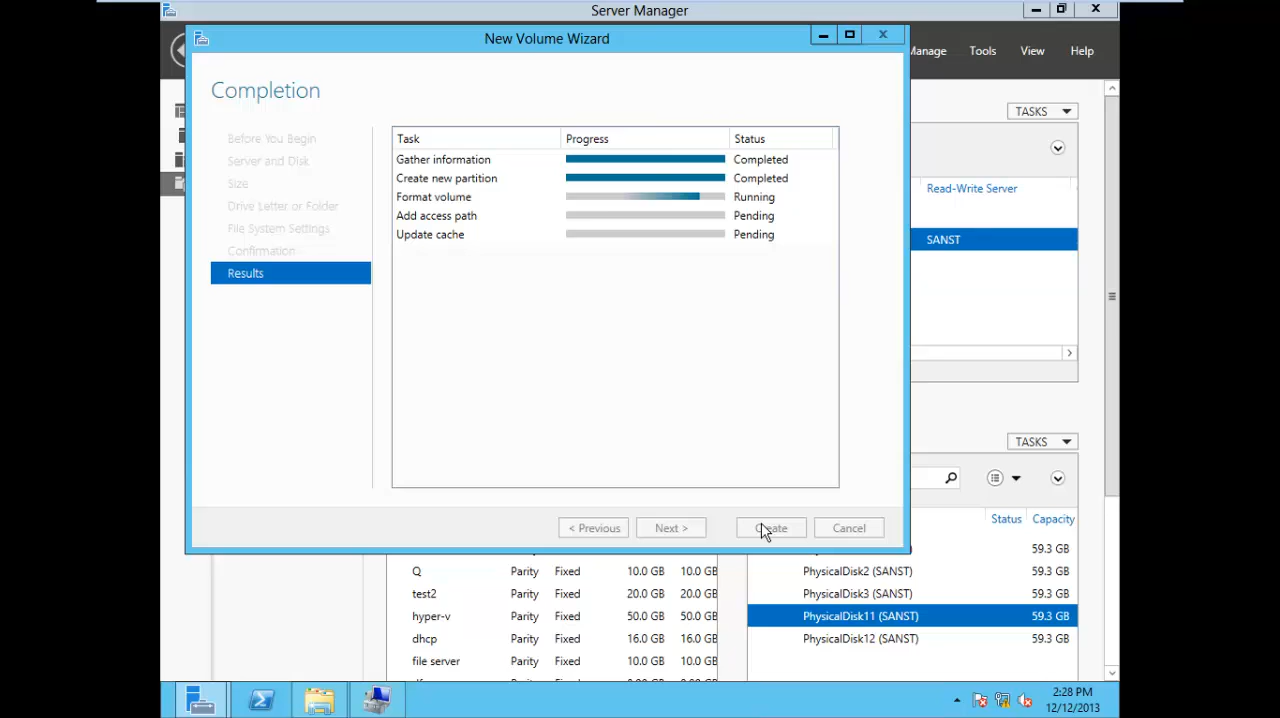 Server Manager
New Volume Wizard
Manage Tools View Help
Completion
TASKS
Before You Begin
Server and Disk
Size
Drive Letter or Folder
File System Settings
Confirmation
Results
Task Progress Status
Gather information Completed
Create new partition Completed
Format volume Running
Add access path Pending
Update cache Pending
Read-Write Server
SANST
TASKS
< Previous Next > Create Cancel
Status Capacity
59.3 GB
Q Parity Fixed 10.0 GB 10.0 GB PhysicalDisk2 (SANST) 59.3 GB
test2 Parity Fixed 20.0 GB 20.0 GB PhysicalDisk3 (SANST) 59.3 GB
hyper-v Parity Fixed 50.0 GB 50.0 GB PhysicalDisk11 (SANST) 59.3 GB
dhcp Parity Fixed 16.0 GB 16.0 GB PhysicalDisk12 (SANST) 59.3 GB
file server Parity Fixed 10.0 GB 10.0 GB
2:28 PM
12/12/2013